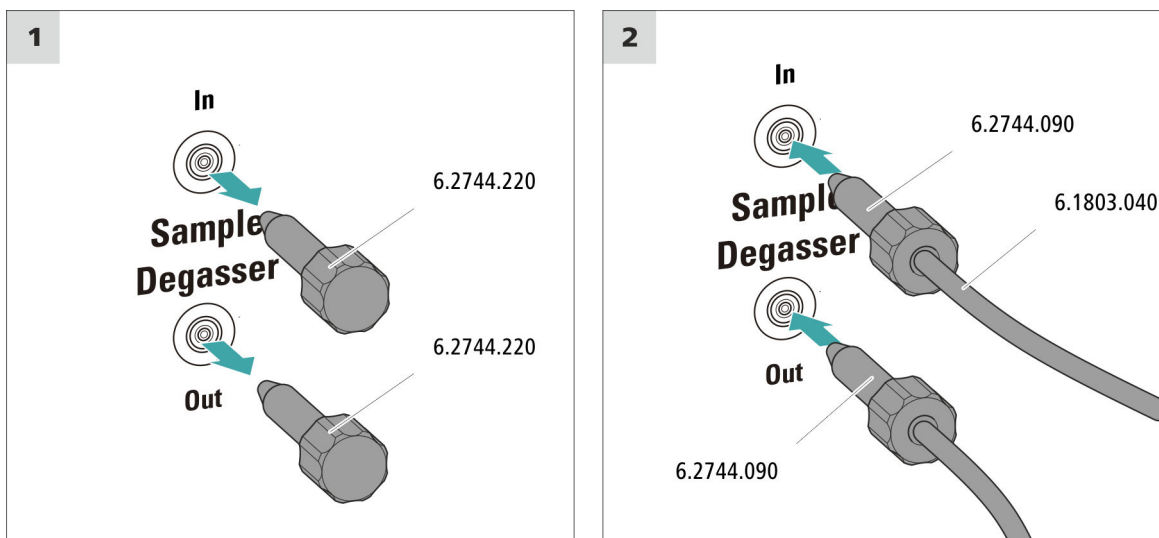 1
In
6.2744.220
Sample
Degasser
6.2744.220
Out
2
In
6.2744.090
6.1803.040
Sample
Degasser
Out
6.2744.090